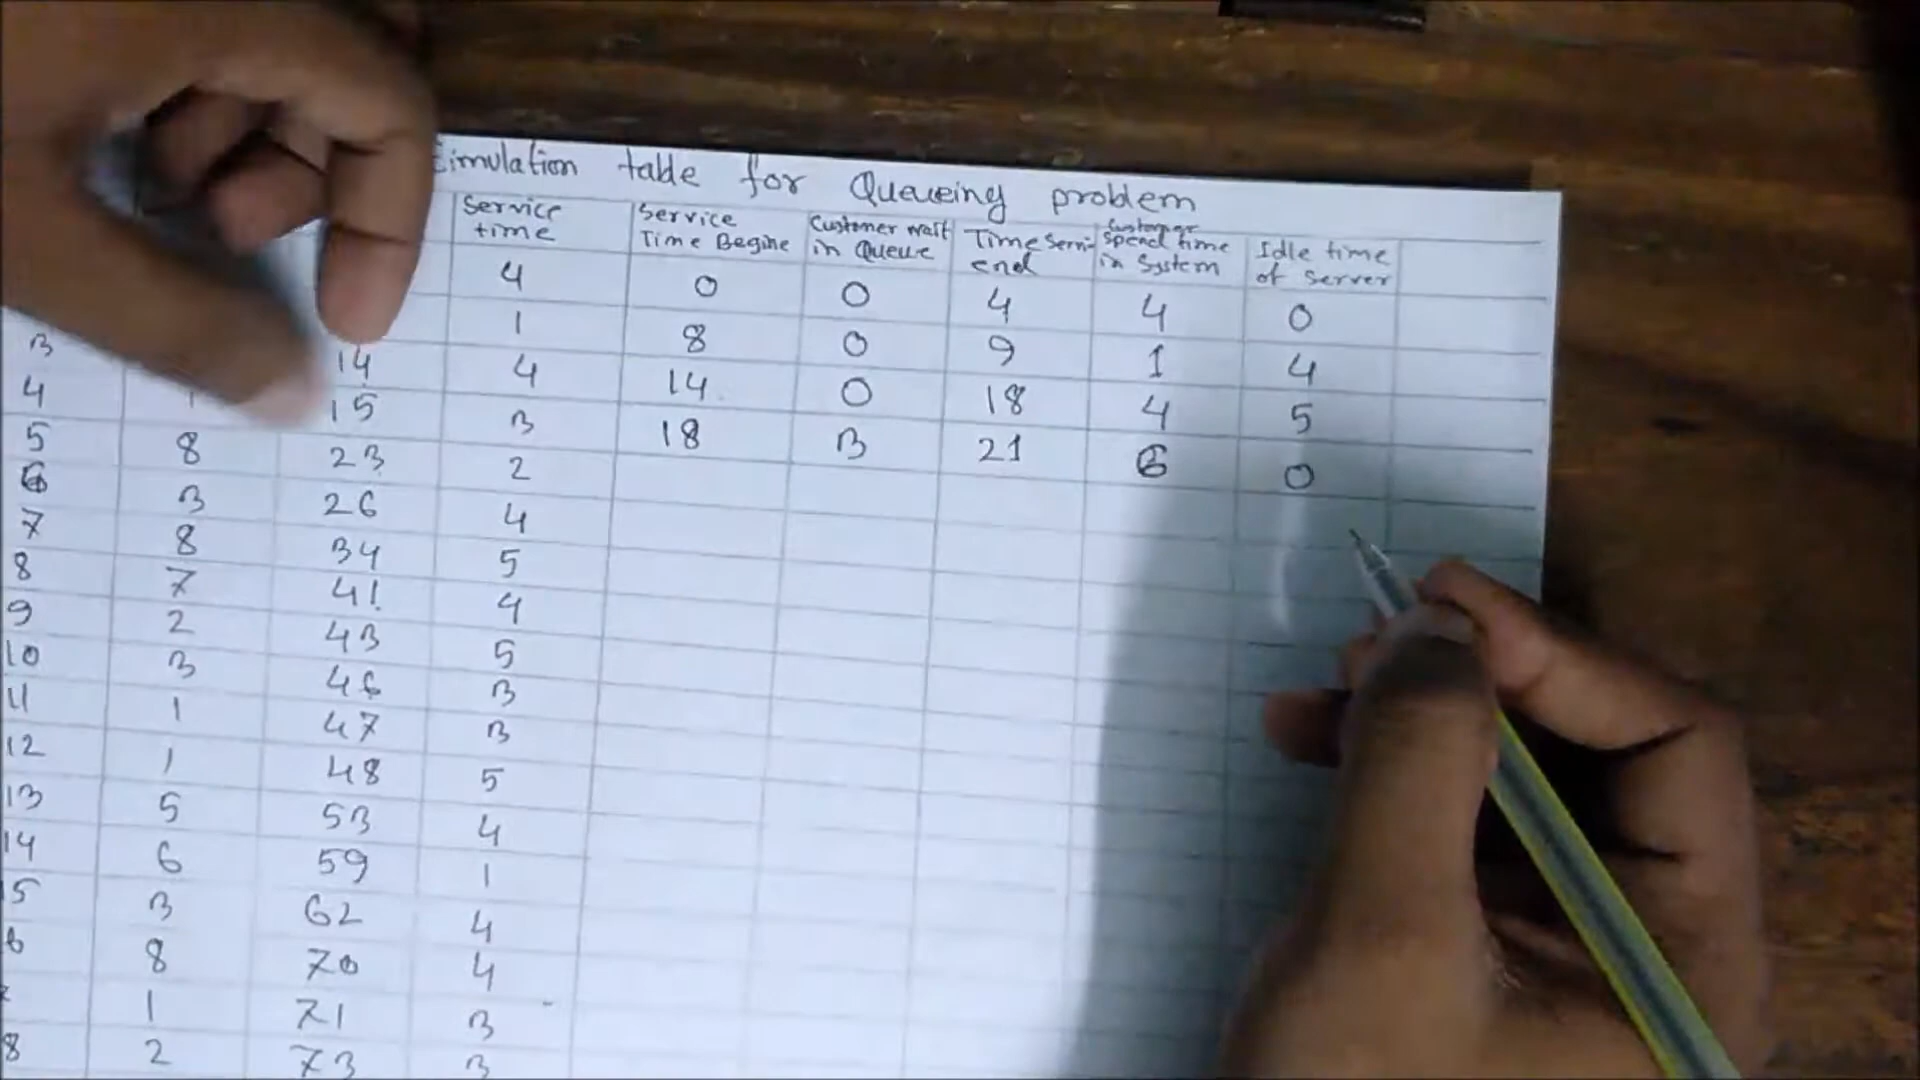 Simulation table for Queueing problem
Service time Service Time Begine Customer wait in Queue Time Servi- end Customer Spend time in System Idle time of server
4 0 0 4 4 0
1 8 0 9 1 4
3 14 4 14 0 18 4 5
4 1 15 3 18 3 21 6 0
5 8 23 2
6 3 26 4
7 8 34 5
8 7 41 4
9 2 43 5
10 3 46 3
11 1 47 3
12 1 48 5
13 5 53 4
14 6 59 1
15 3 62 4
6 8 70 4
1 71 3
8 2 73 3